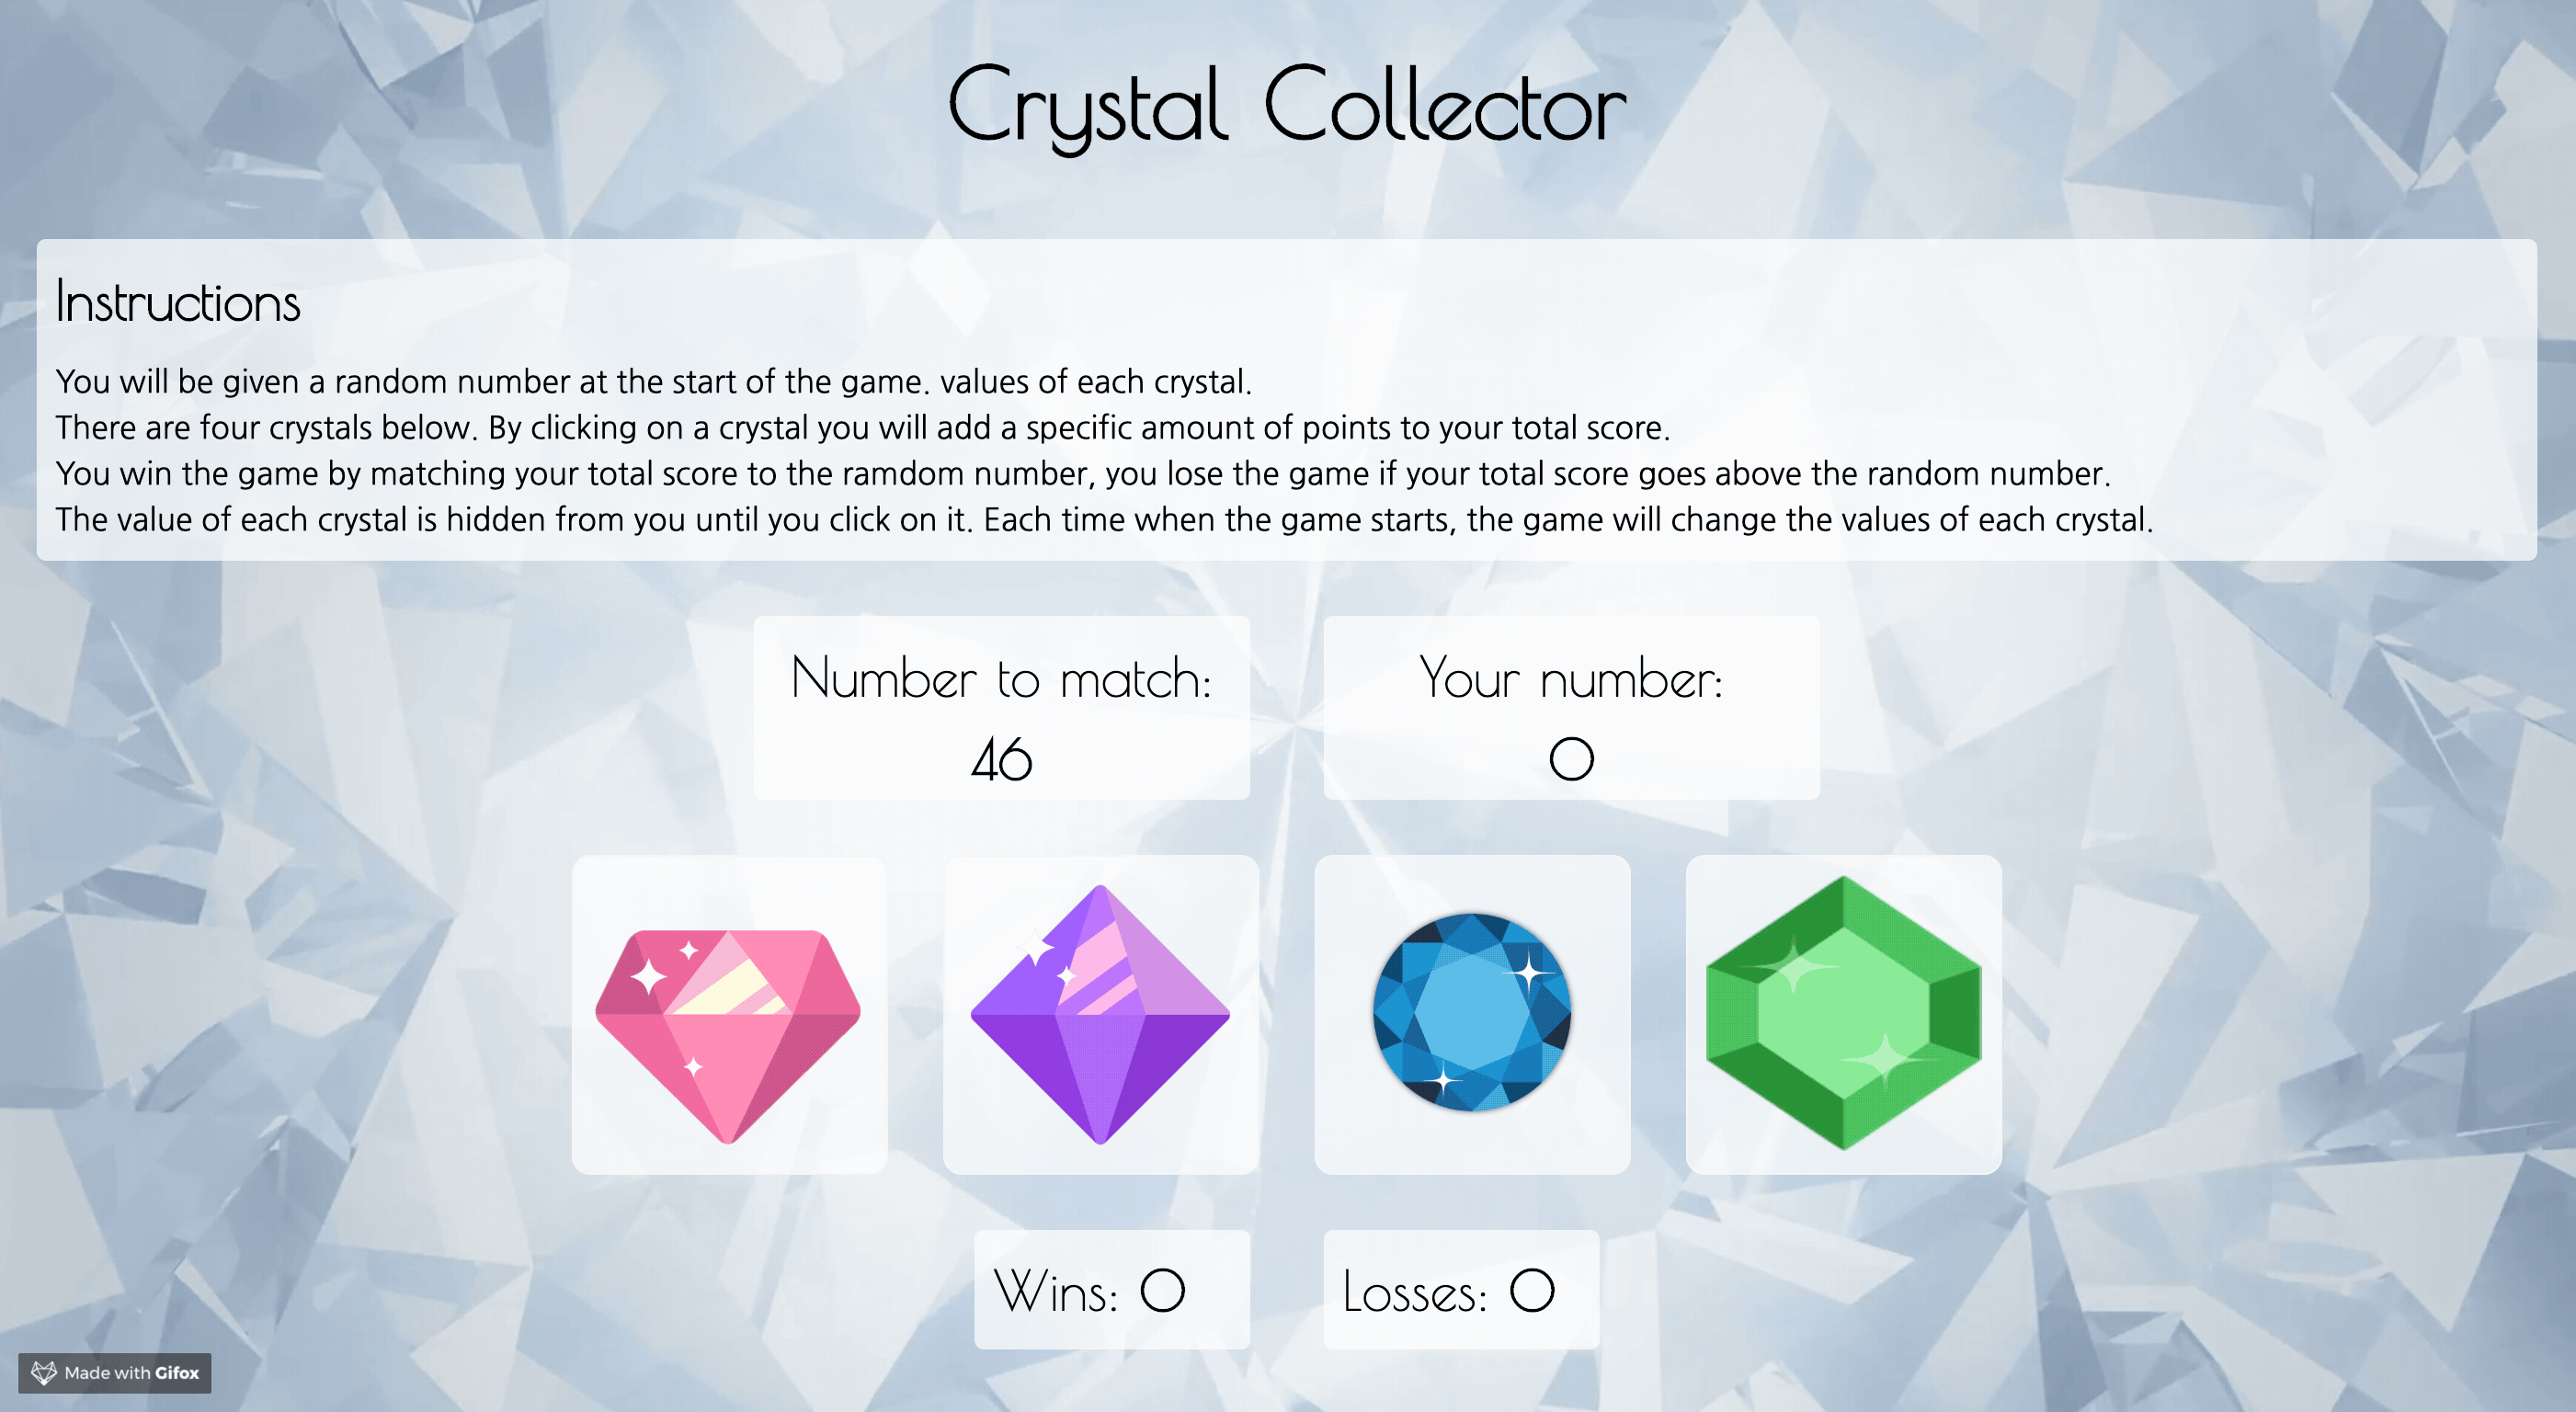 Crystal Collector
Instructions
You will be given a random number at the start of the game. values of each crystal.
There are four crystals below. By clicking on a crystal you will add a specific amount of points to your total score.
You win the game by matching your total score to the ramdom number, you lose the game if your total score goes above the random number.
The value of each crystal is hidden from you until you click on it. Each time when the game starts, the game will change the values of each crystal.
Number to match:
46
Your number:
0
Wins: 0
Losses: 0
Made with Gifox